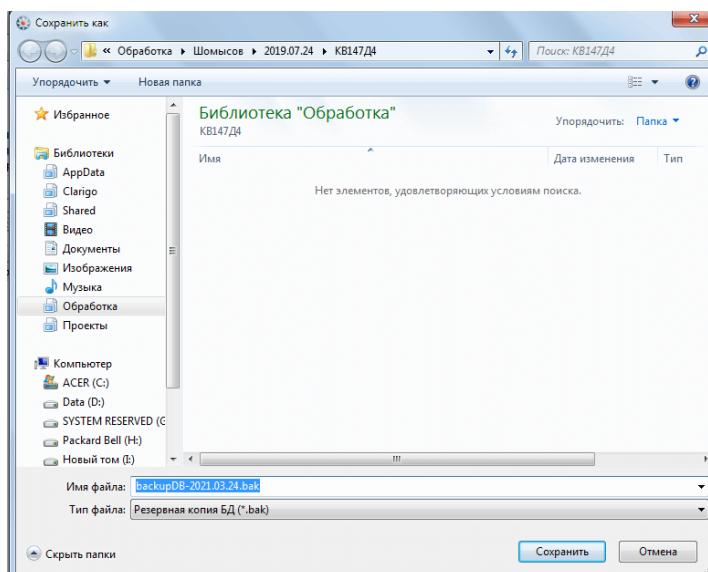 Сохранить как
« Обработка ▸ Шомысов ▸ 2019.07.24 ▸ КВ147Д4
Поиск: КВ147Д4
Упорядочить ▾ Новая папка
Избранное
Библиотеки
AppData
Clarigo
Shared
Видео
Документы
Изображения
Музыка
Обработка
Проекты
Компьютер
ACER (C:)
Data (D:)
SYSTEM RESERVED (G
Packard Bell (H:)
Новый том (I:)
Библиотека "Обработка"
КВ147Д4
Упорядочить: Папка ▾
Имя Дата изменения Тип
Нет элементов, удовлетворяющих условиям поиска.
Имя файла: backupDB-2021.03.24.bak
Тип файла: Резервная копия БД (*.bak)
Скрыть папки
Сохранить Отмена